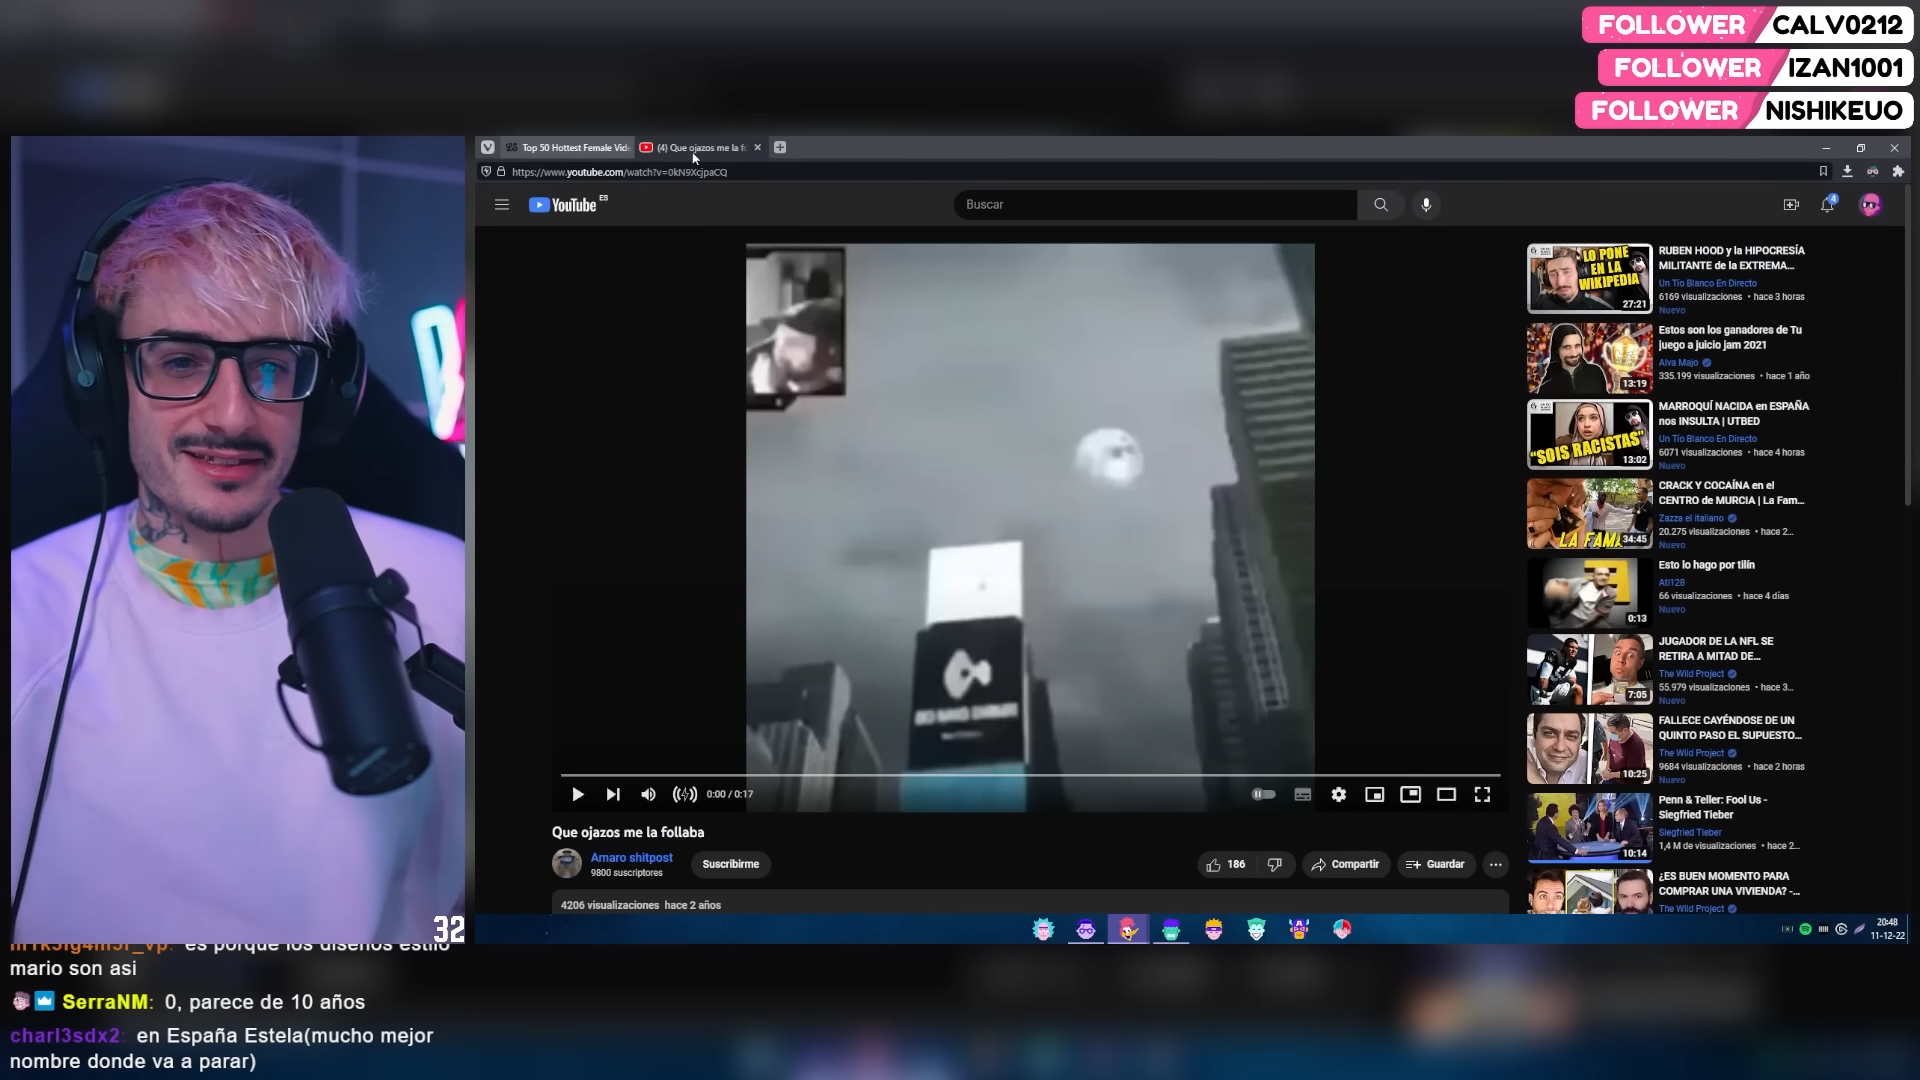 FOLLOWER CALV0212
FOLLOWER IZAN1001
FOLLOWER NISHIKEUO
Top 50 Hottest Female Vid
(4) Que ojazos me la fo
https://www.youtube.com/watch?v=0kN9XcjpaCQ
YouTube ES
Buscar
4
RUBEN HOOD y la HIPOCRESÍA
MILITANTE de la EXTREMA...
Un Tío Blanco En Directo
6169 visualizaciones • hace 3 horas
Nuevo
LO PONE
EN LA
WIKIPEDIA
27:21
Estos son los ganadores de Tu
juego a juicio jam 2021
Alva Majo
335.199 visualizaciones • hace 1 año
13:19
MARROQUÍ NACIDA en ESPAÑA
nos INSULTA | UTBED
Un Tío Blanco En Directo
6071 visualizaciones • hace 4 horas
Nuevo
"SOIS RACISTAS"
13:02
CRACK Y COCAÍNA en el
CENTRO de MURCIA | La Fam...
Zazza el italiano
20.275 visualizaciones • hace 2...
Nuevo
LA FAMA
34:45
Esto lo hago por tilín
Atl128
66 visualizaciones • hace 4 días
Nuevo
0:13
JUGADOR DE LA NFL SE
RETIRA A MITAD DE...
The Wild Project
55.979 visualizaciones • hace 3...
Nuevo
7:05
FALLECE CAYÉNDOSE DE UN
QUINTO PASO EL SUPUESTO...
The Wild Project
9684 visualizaciones • hace 2 horas
Nuevo
10:25
Penn & Teller: Fool Us -
Siegfried Tieber
Siegfried Tieber
1,4 M de visualizaciones • hace 2...
10:14
¿ES BUEN MOMENTO PARA
COMPRAR UNA VIVIENDA? -...
The Wild Project
0:00 / 0:17
Que ojazos me la follaba
Amaro shitpost
9800 suscriptores
Suscribirme
186
Compartir
Guardar
4206 visualizaciones hace 2 años
20:48
11-12-22
32
es porque los diseños estilo
mario son asi
SerraNM: 0, parece de 10 años
charl3sdx2: en España Estela(mucho mejor
nombre donde va a parar)